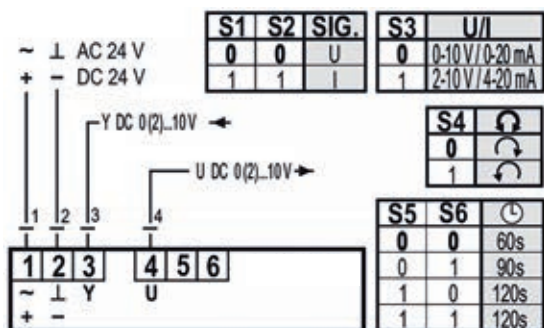 ~ ⊥ AC 24 V
+ − DC 24 V
Y DC 0(2)...10V
U DC 0(2)...10V
1 2 3 4
1 2 3 4 5 6
~ ⊥ Y U
+ −
S1 S2 SIG.
0 0 U
1 1 I
S3 U/I
0 0-10 V / 0-20 mA
1 2-10 V / 4-20 mA
S4
0
1
S5 S6
0 0 60s
0 1 90s
1 0 120s
1 1 120s